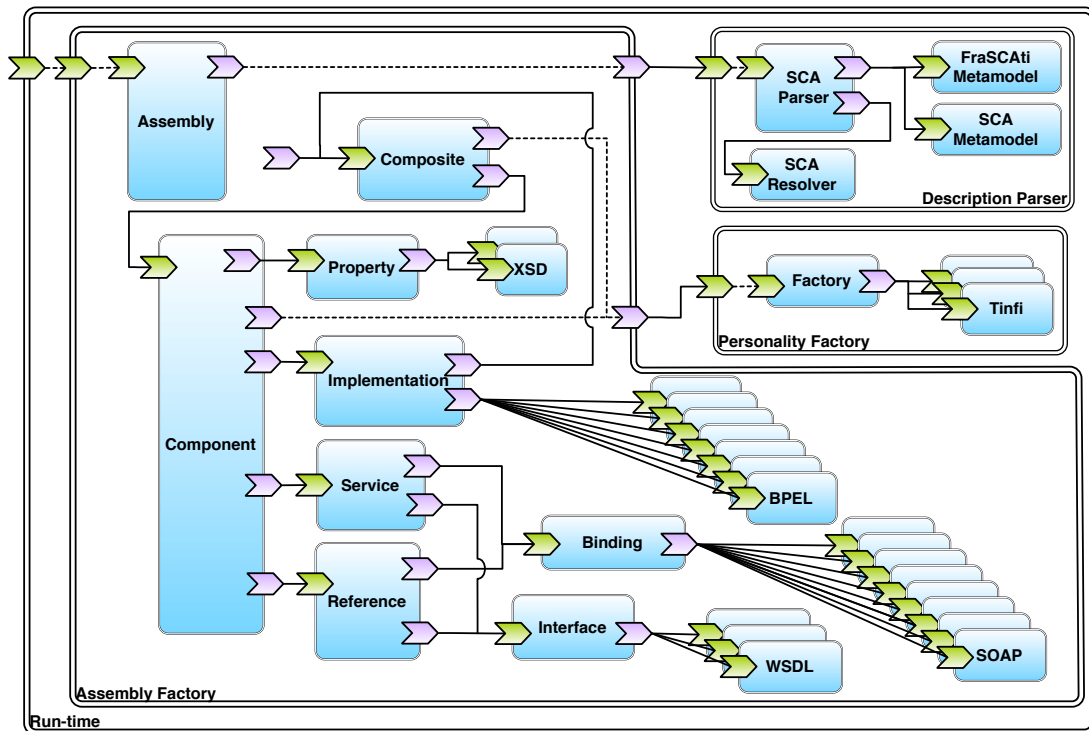 Assembly
SCA
Parser
FraSCAti
Metamodel
SCA
Metamodel
Composite
SCA
Resolver
Description Parser
Property
XSD
Factory
Tinfi
Personality Factory
Implementation
Component
Service
BPEL
Binding
Reference
Interface
WSDL
SOAP
Assembly Factory
Run-time